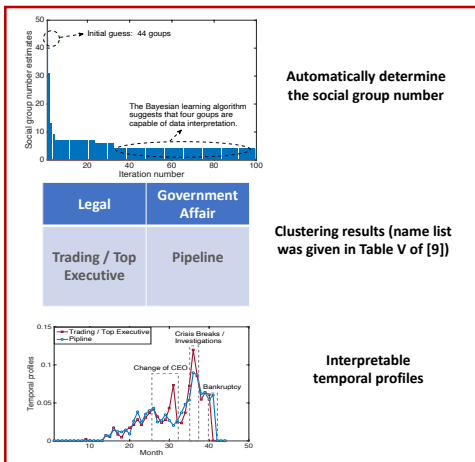 50
40
30
20
10
0
Social group number estimates
Initial guess: 44 goups
The Bayesian learning algorithm
suggests that four goups are
capable of data interpretation.
20
40
60
80
100
Iteration number
Automatically determine
the social group number
Legal
Government
Affair
Trading / Top
Executive
Pipeline
Clustering results (name list
was given in Table V of [9])
0.15
0.1
0.05
0
Temporal profiles
Trading / Top Executive
Pipline
Crisis Breaks /
Investigations
Change of CEO
Bankruptcy
0
10
20
30
40
50
Month
Interpretable
temporal profiles